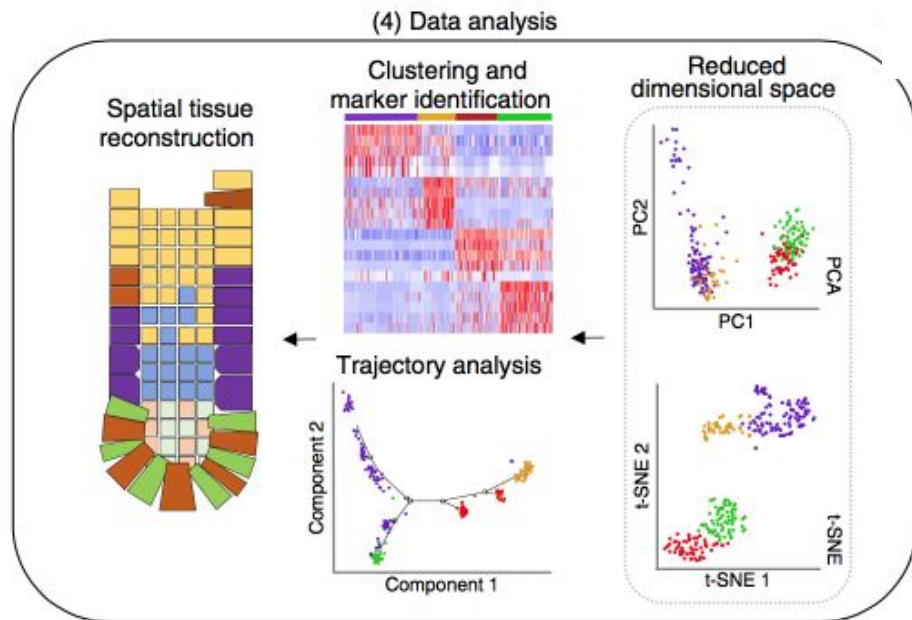 (4) Data analysis
Spatial tissue
reconstruction
Clustering and
marker identification
Reduced
dimensional space
PC2
PC1
PCA
Trajectory analysis
Component 2
Component 1
t-SNE 2
t-SNE 1
t-SNE